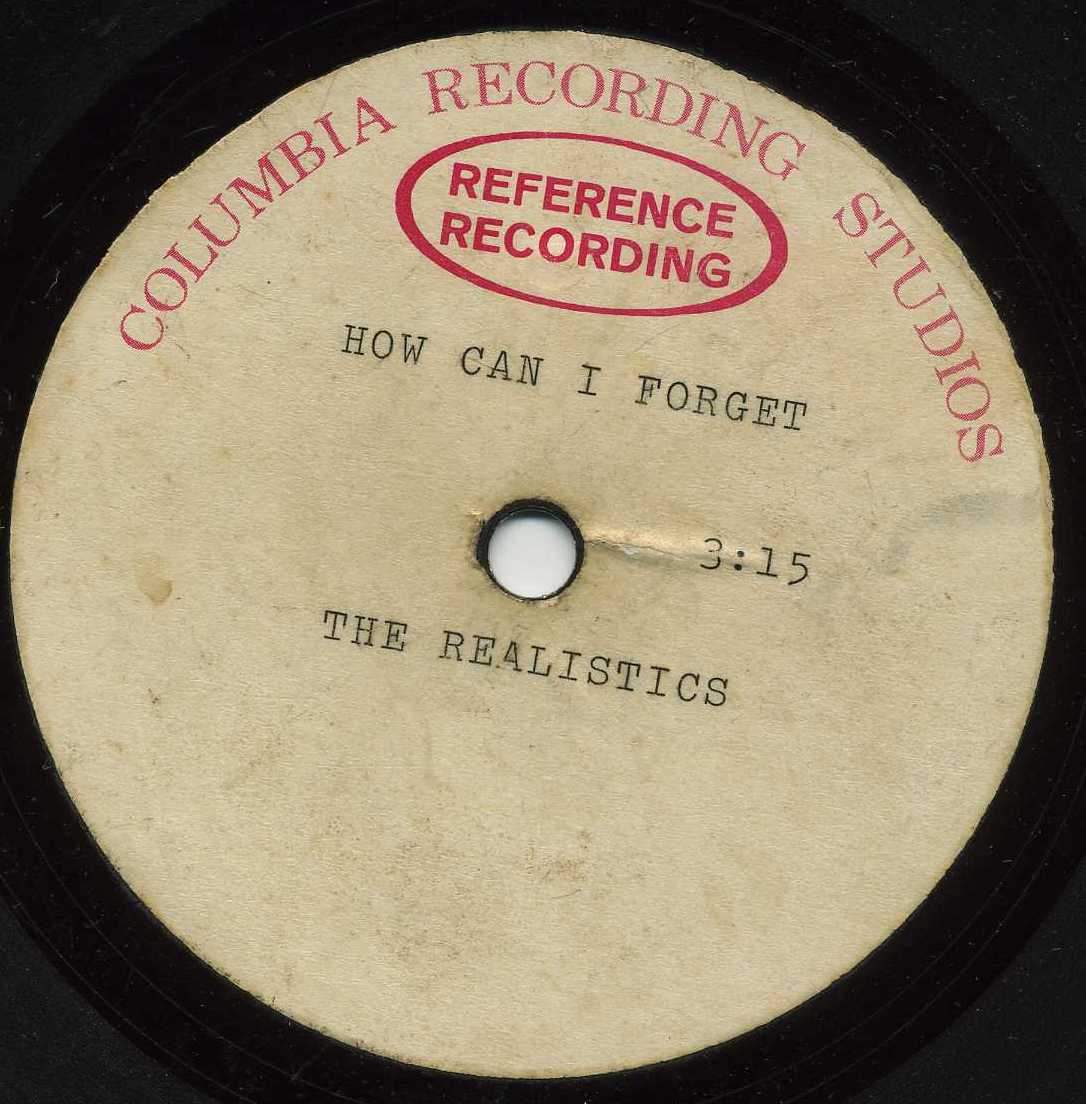 COLUMBIA RECORDING STUDIOS
REFERENCE
RECORDING
HOW CAN I FORGET
3:15
THE REALISTICS